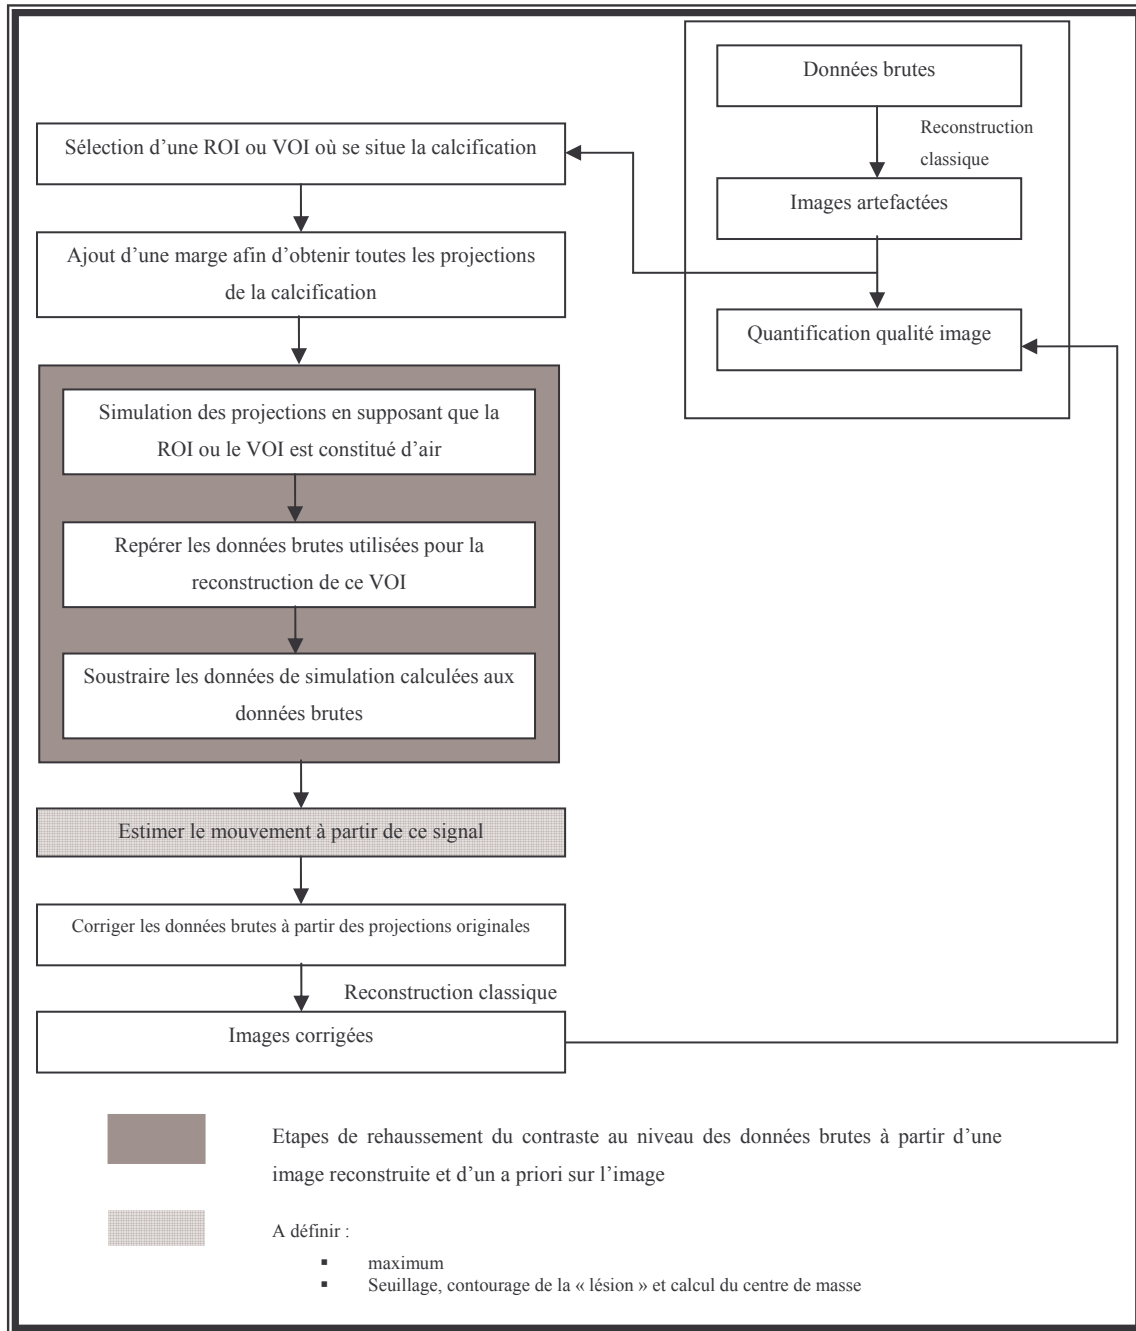 Données brutes
Reconstruction
classique
Images artefactées
Quantification qualité image
Sélection d’une ROI ou VOI où se situe la calcification
Ajout d’une marge afin d’obtenir toutes les projections
de la calcification
Simulation des projections en supposant que la
ROI ou le VOI est constitué d’air
Repérer les données brutes utilisées pour la
reconstruction de ce VOI
Soustraire les données de simulation calculées aux
données brutes
Estimer le mouvement à partir de ce signal
Corriger les données brutes à partir des projections originales
Reconstruction classique
Images corrigées
Etapes de rehaussement du contraste au niveau des données brutes à partir d’une
image reconstruite et d’un a priori sur l’image
A définir :
▪ maximum
▪ Seuillage, contourage de la « lésion » et calcul du centre de masse